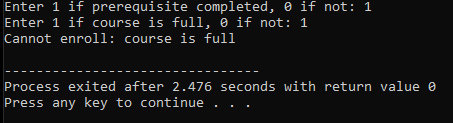 Enter 1 if prerequisite completed, 0 if not: 1
Enter 1 if course is full, 0 if not: 1
Cannot enroll: course is full
--------------------------------
Process exited after 2.476 seconds with return value 0
Press any key to continue . . .